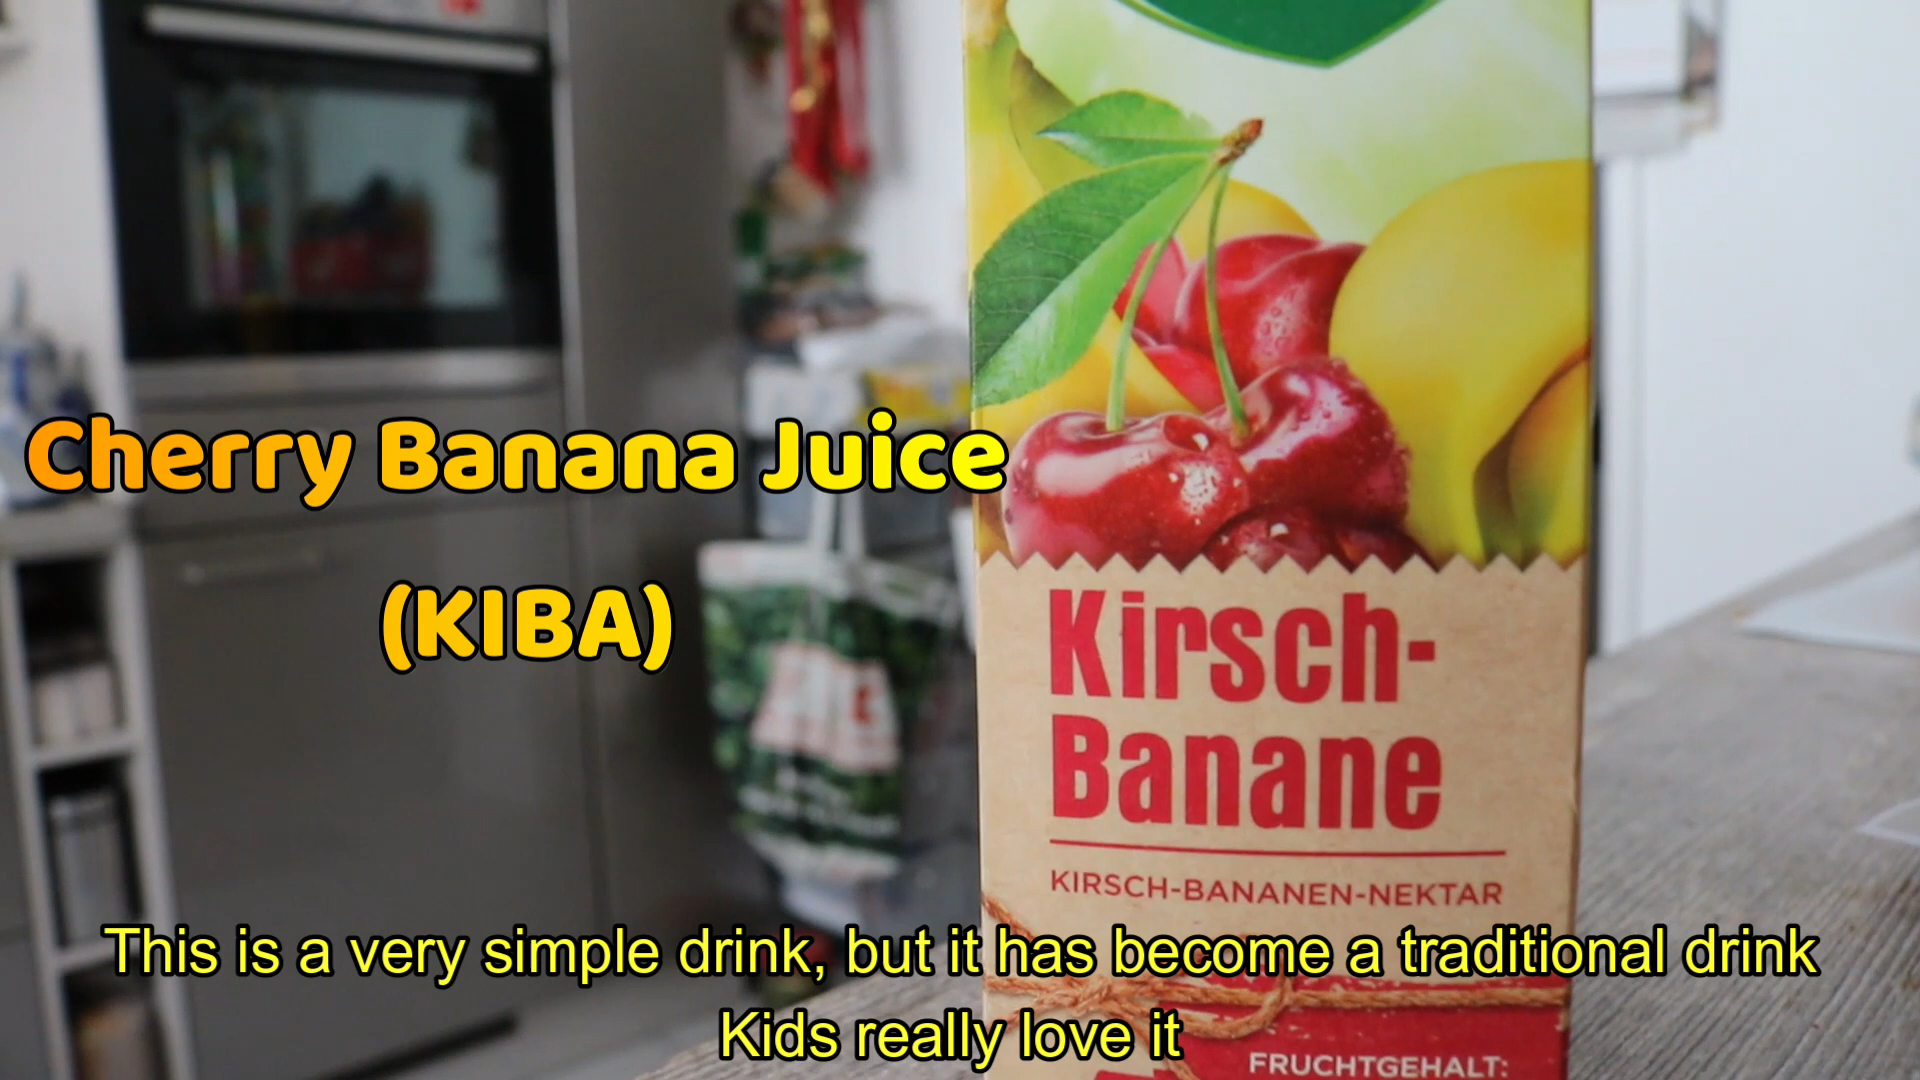 Cherry Banana Juice
(KIBA)
Kirsch-
Banane
KIRSCH-BANANEN-NEKTAR
This is a very simple drink, but it has become a traditional drink
Kids really love it
FRUCHTGEHALT: